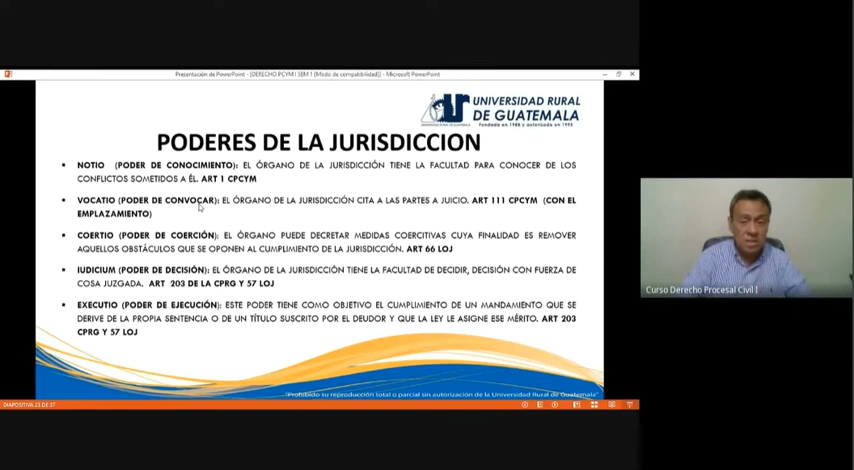 Presentación de PowerPoint - [DERECHO PCYM I SEM 1 [Modo de compatibilidad]] - Microsoft PowerPoint
UNIVERSIDAD RURAL
DE GUATEMALA
Fundada en 1988 y autorizada en 1995
PODERES DE LA JURISDICCION
▪ NOTIO (PODER DE CONOCIMIENTO): EL ÓRGANO DE LA JURISDICCIÓN TIENE LA FACULTAD PARA CONOCER DE LOS
CONFLICTOS SOMETIDOS A ÉL. ART 1 CPCYM
▪ VOCATIO (PODER DE CONVOCAR): EL ÓRGANO DE LA JURISDICCIÓN CITA A LAS PARTES A JUICIO. ART 111 CPCYM (CON EL
EMPLAZAMIENTO)
▪ COERTIO (PODER DE COERCIÓN): EL ÓRGANO PUEDE DECRETAR MEDIDAS COERCITIVAS CUYA FINALIDAD ES REMOVER
AQUELLOS OBSTÁCULOS QUE SE OPONEN AL CUMPLIMIENTO DE LA JURISDICCIÓN. ART 66 LOJ
▪ IUDICIUM (PODER DE DECISIÓN): EL ÓRGANO DE LA JURISDICCIÓN TIENE LA FACULTAD DE DECIDIR, DECISIÓN CON FUERZA DE
COSA JUZGADA. ART 203 DE LA CPRG Y 57 LOJ
▪ EXECUTIO (PODER DE EJECUCIÓN): ESTE PODER TIENE COMO OBJETIVO EL CUMPLIMIENTO DE UN MANDAMIENTO QUE SE
DERIVE DE LA PROPIA SENTENCIA O DE UN TÍTULO SUSCRITO POR EL DEUDOR Y QUE LA LEY LE ASIGNE ESE MÉRITO. ART 203
CPRG Y 57 LOJ
"Prohibido su reproducción total o parcial sin autorización de la Universidad Rural de Guatemala".
DIAPOSITIVA 23 DE 37
Curso Derecho Procesal Civil I